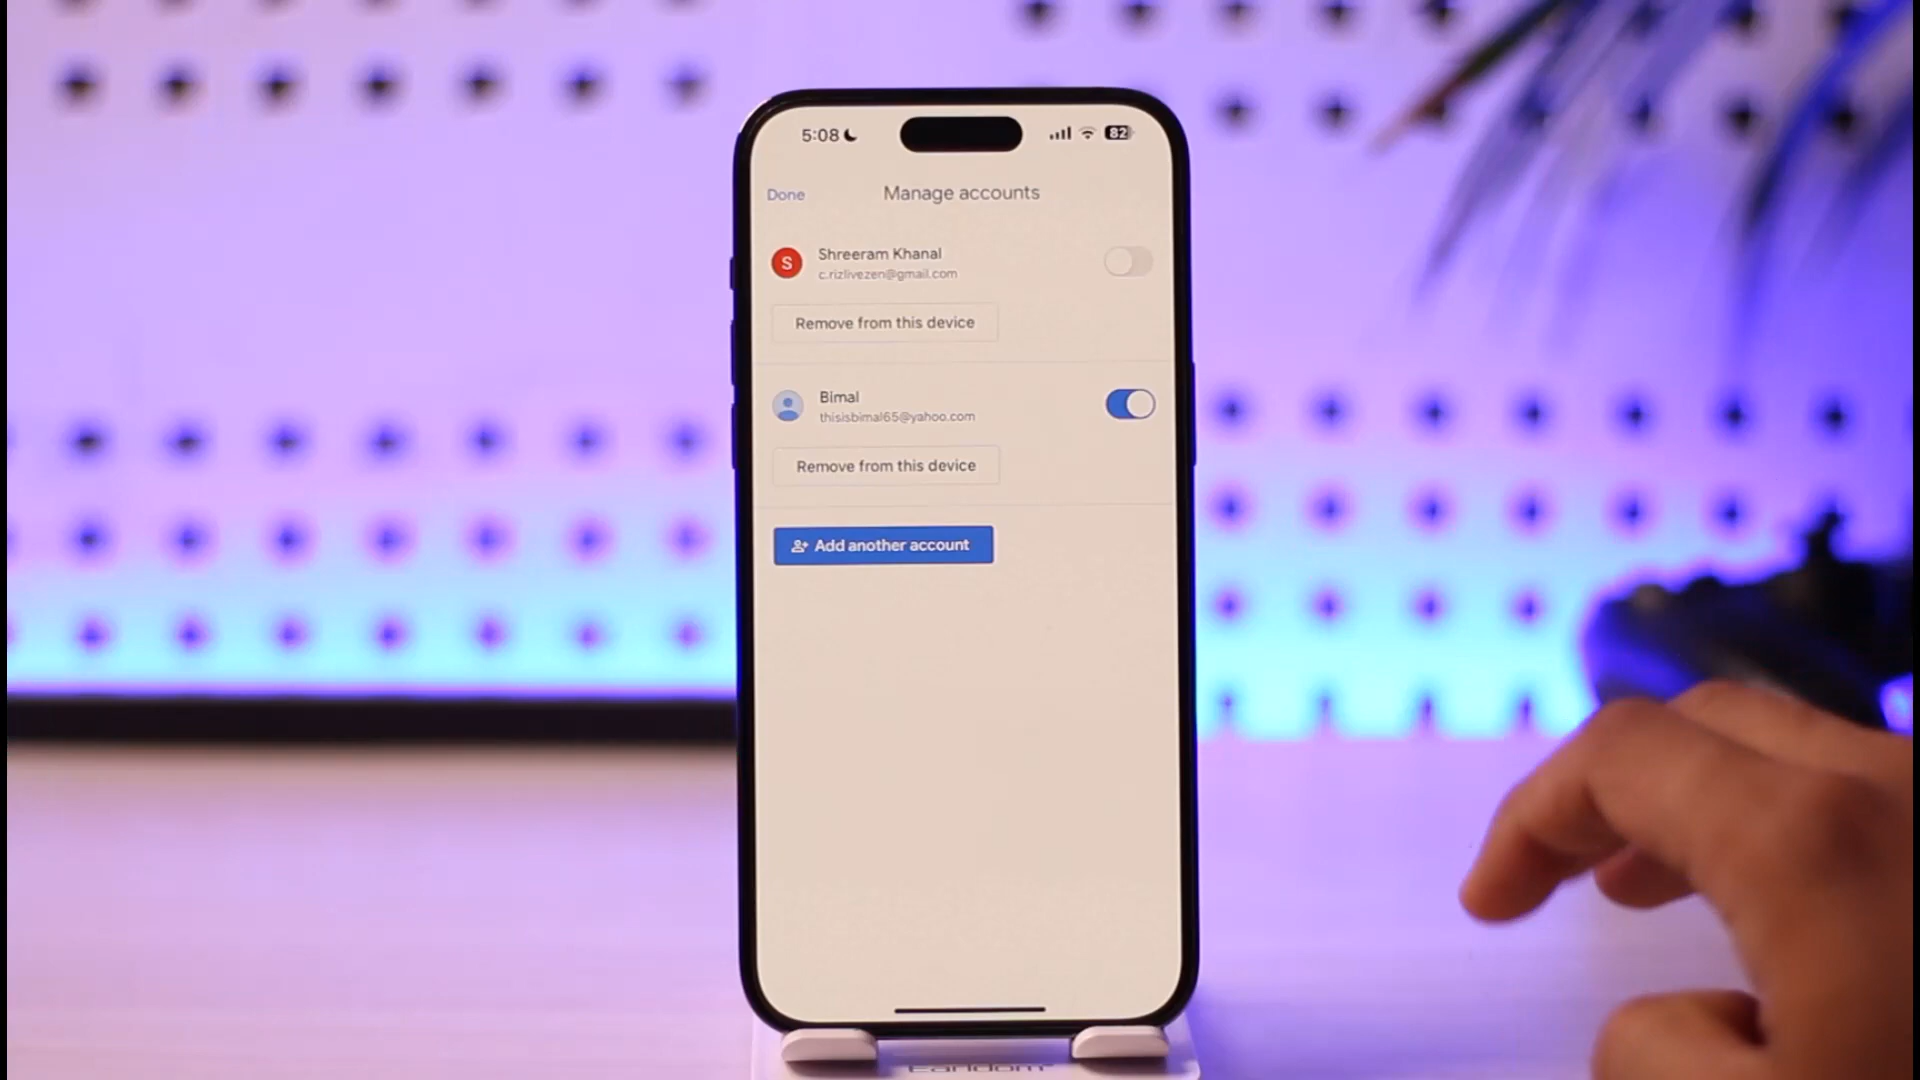 5:08
82
Done
Manage accounts
S
Shreeram Khanal
c.rizlivezen@gmail.com
Remove from this device
Bimal
thisisbimal65@yahoo.com
Remove from this device
Add another account